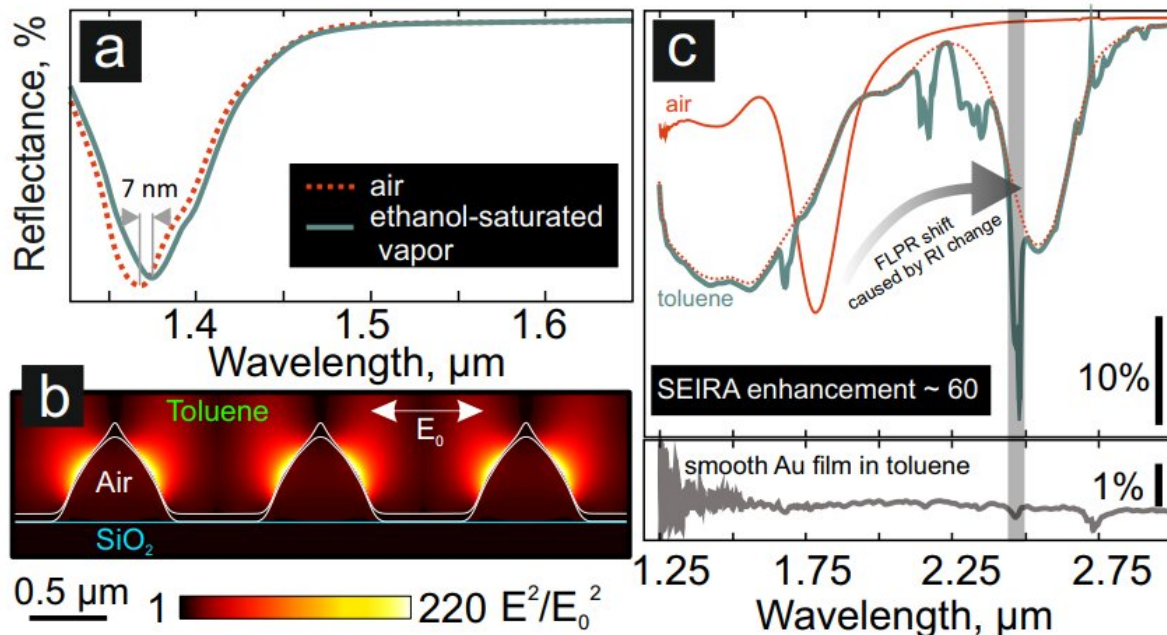 a
Reflectance, %
7 nm
air
ethanol-saturated
vapor
1.4
1.5
1.6
Wavelength, µm
b
Toluene
E₀
Air
SiO₂
0.5 µm
1
220
E²/E₀²
c
air
toluene
FLPR shift
caused by RI change
10%
SEIRA enhancement ~ 60
smooth Au film in toluene
1%
1.25
1.75
2.25
2.75
Wavelength, µm